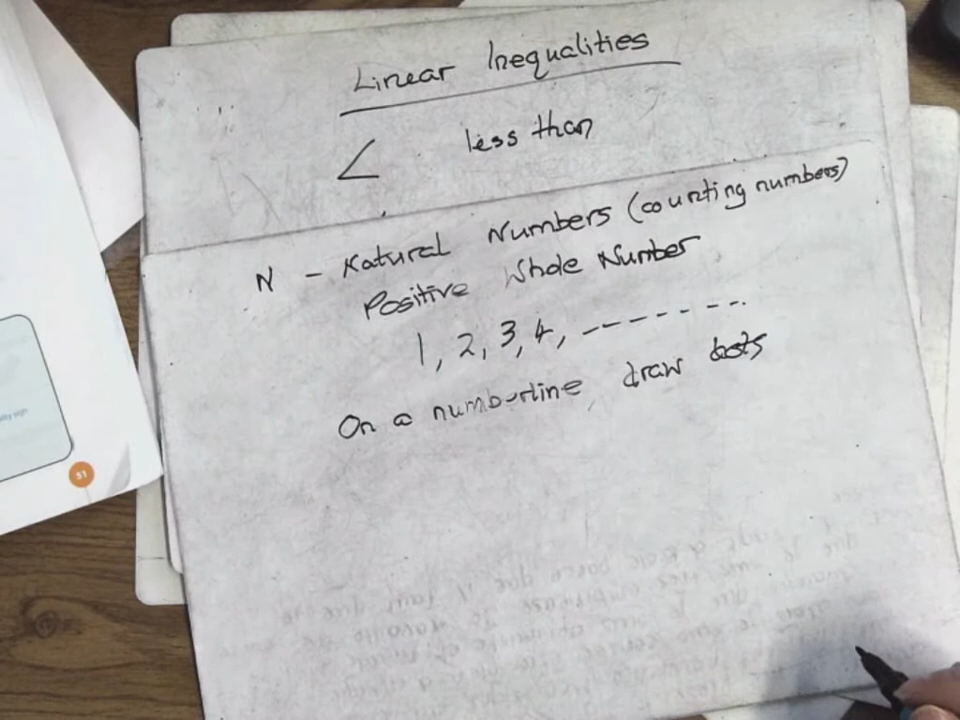 Linear Inequalities
< less than
N - Natural Numbers (counting numbers)
Positive Whole Number
1, 2, 3, 4, -------..
On a numberline, draw dots
51